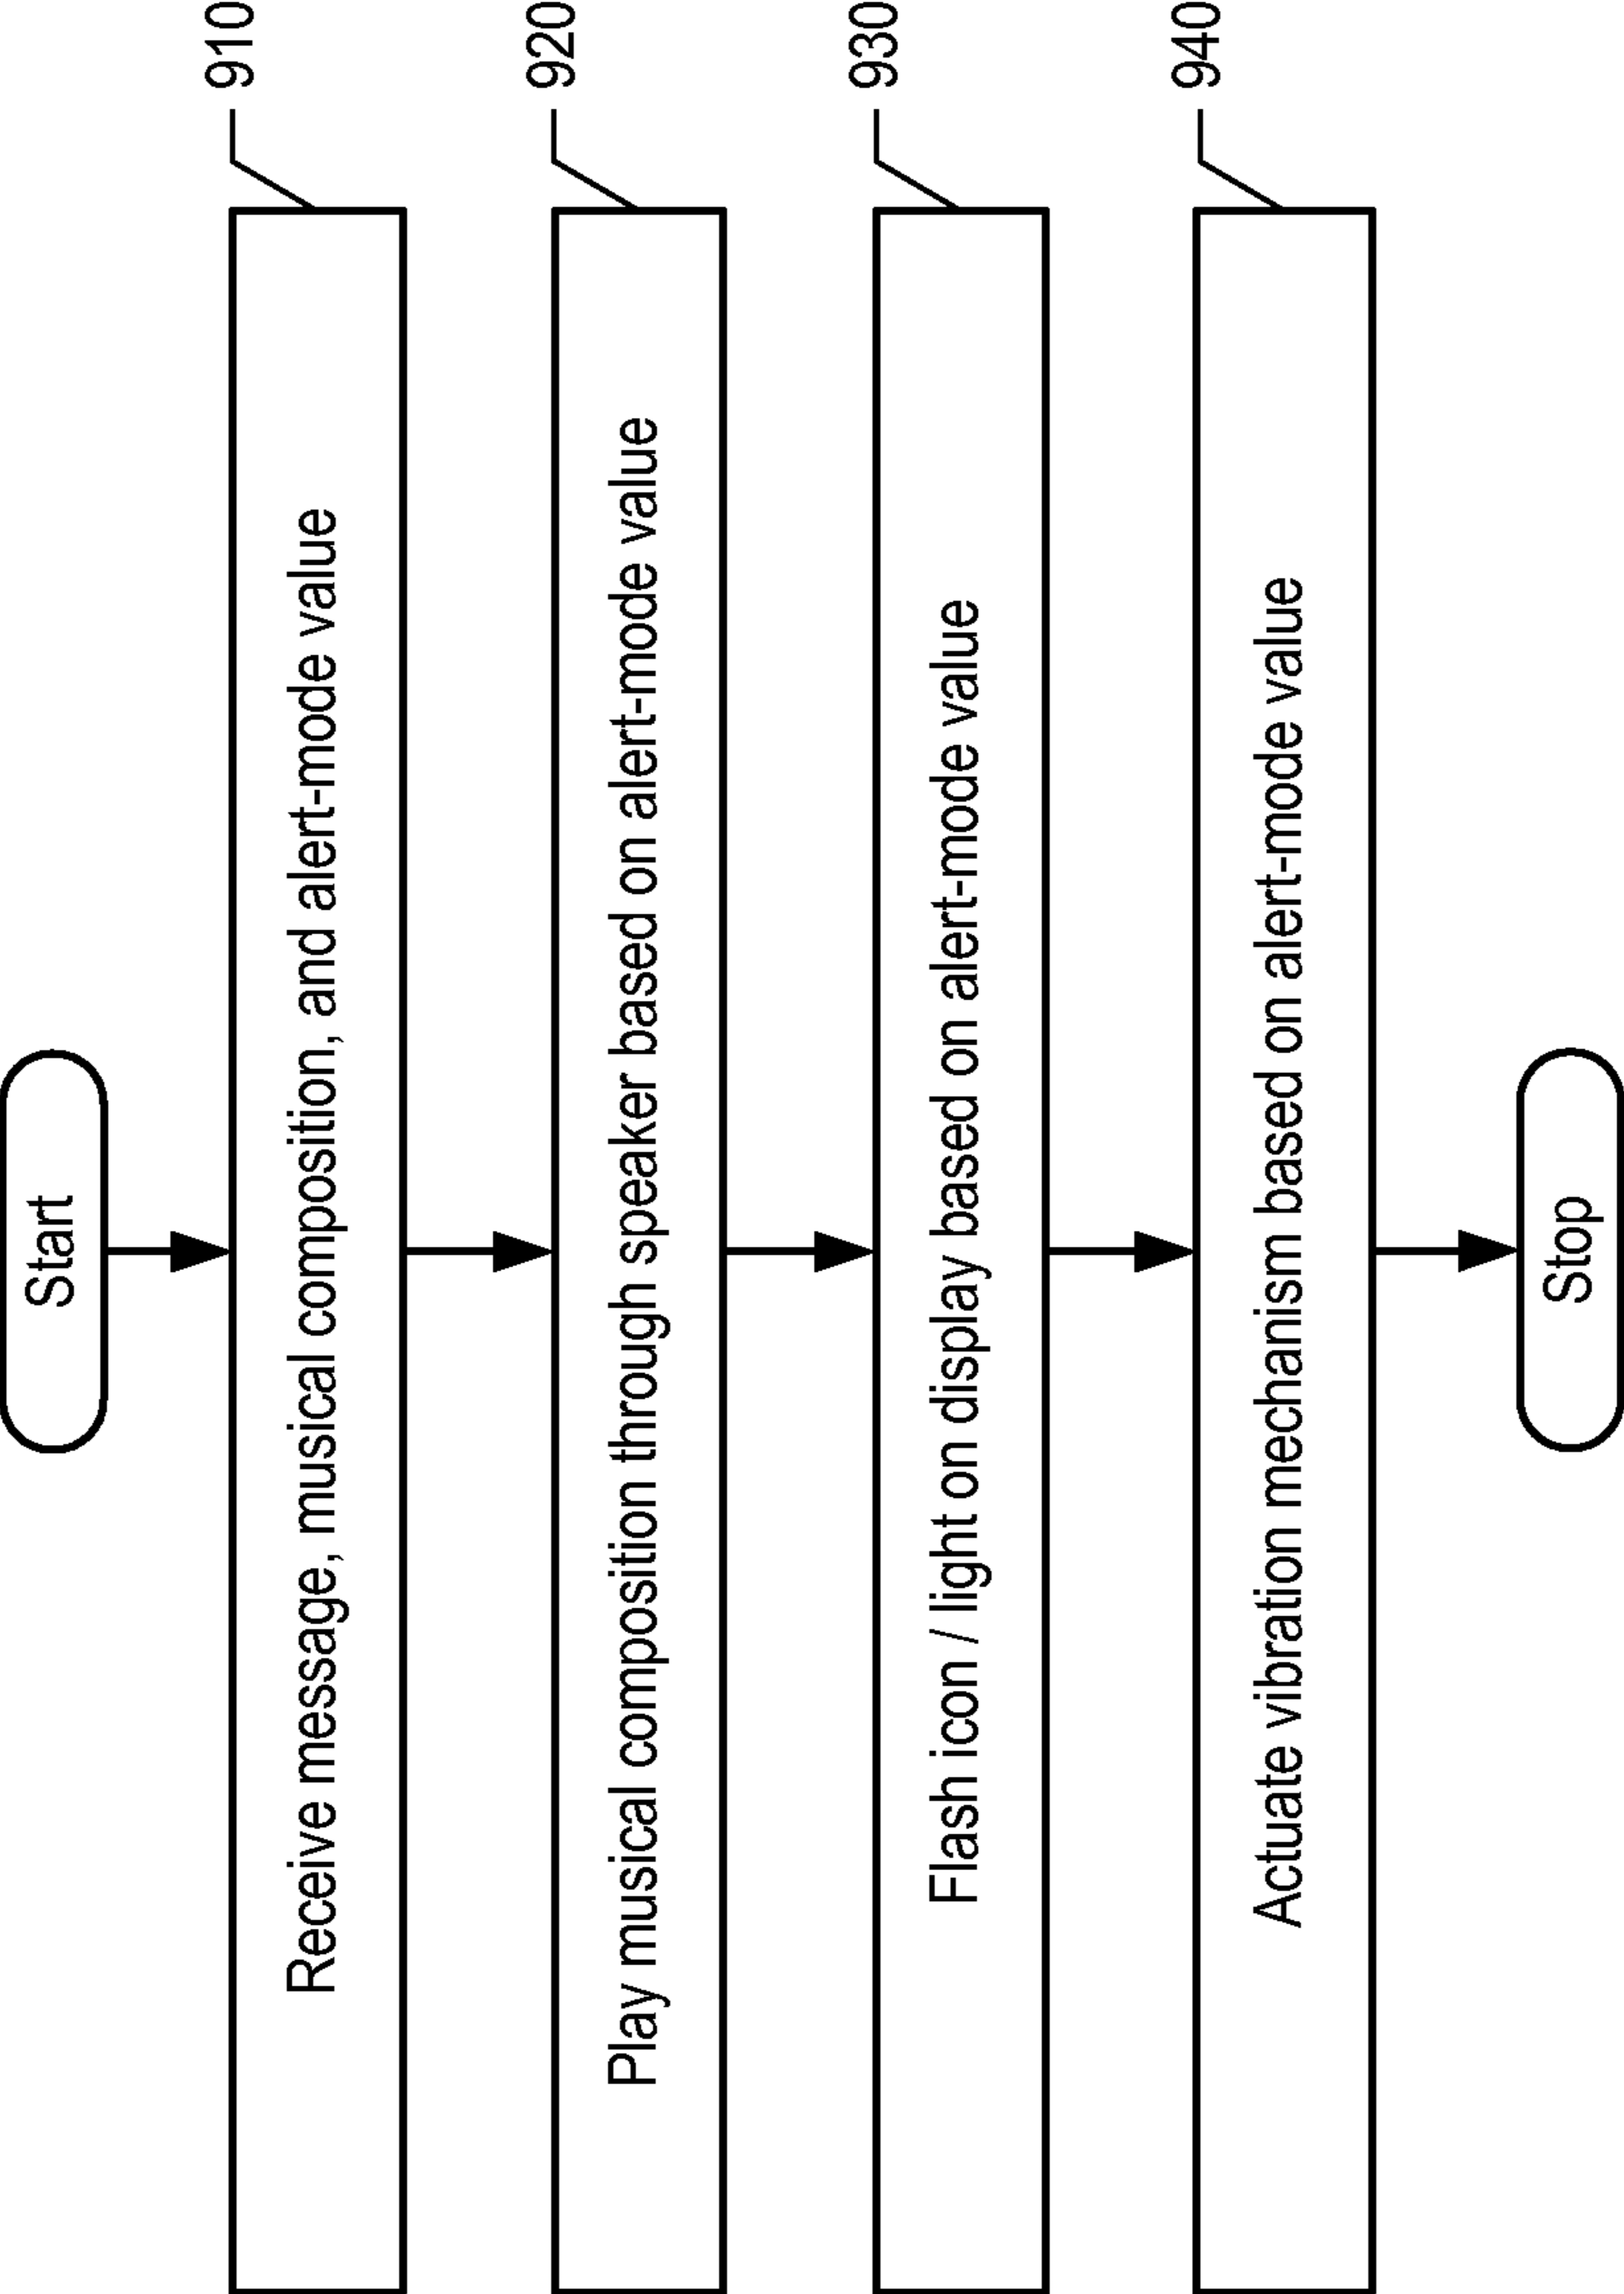 Start
Receive message, musical composition, and alert-mode value
910
Play musical composition through speaker based on alert-mode value
920
Flash icon / light on display based on alert-mode value
930
Actuate vibration mechanism based on alert-mode value
940
Stop